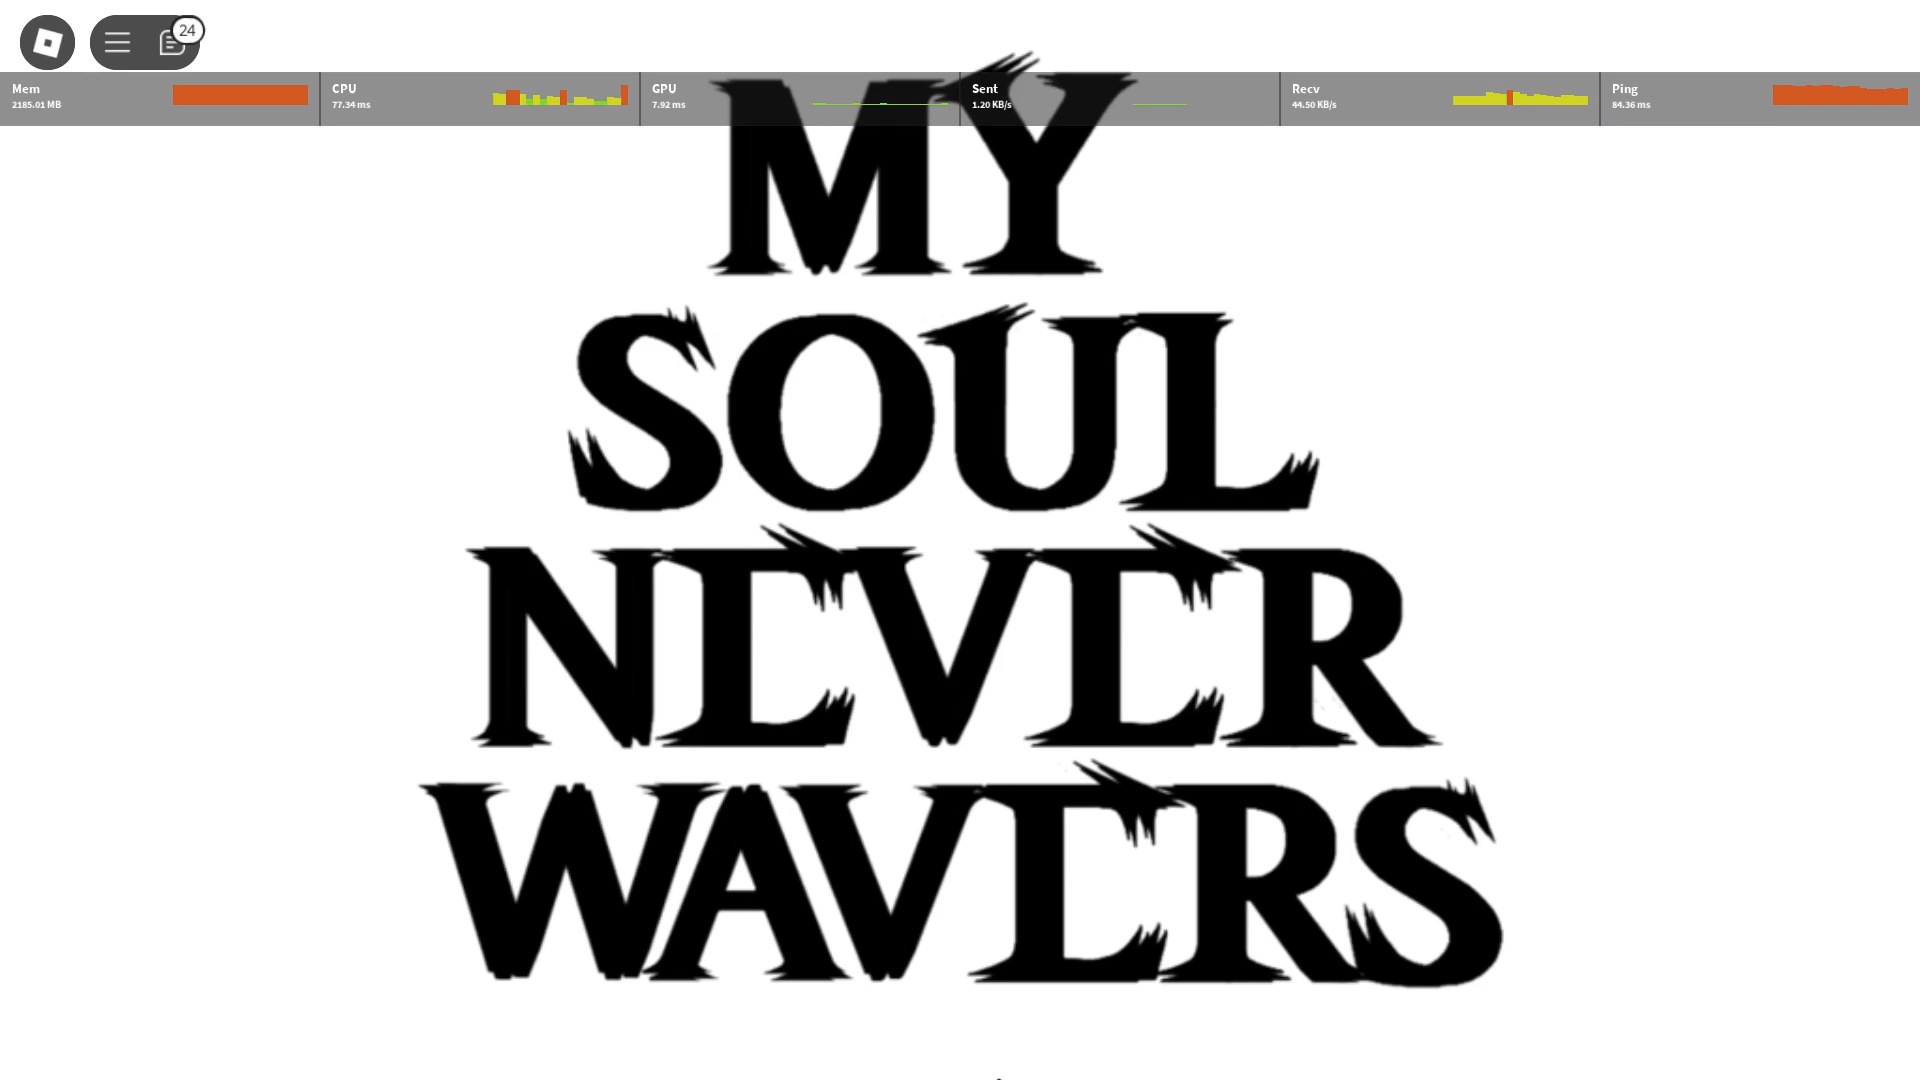 24
Mem CPU GPU Sent Recv Ping
2185.01 MB 77.34 ms 7.92 ms 1.20 KB/s 44.50 KB/s 84.36 ms
MY
SOUL
NEVER
WAVERS